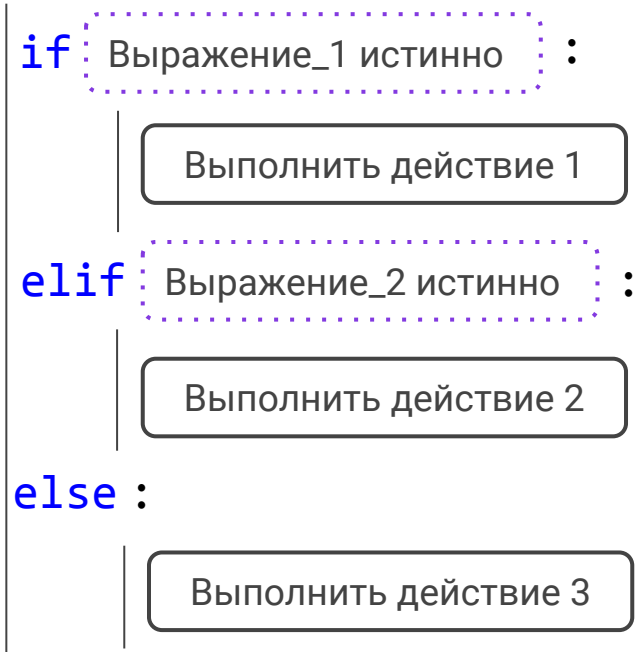 if Выражение_1 истинно :
Выполнить действие 1
elif Выражение_2 истинно :
Выполнить действие 2
else :
Выполнить действие 3